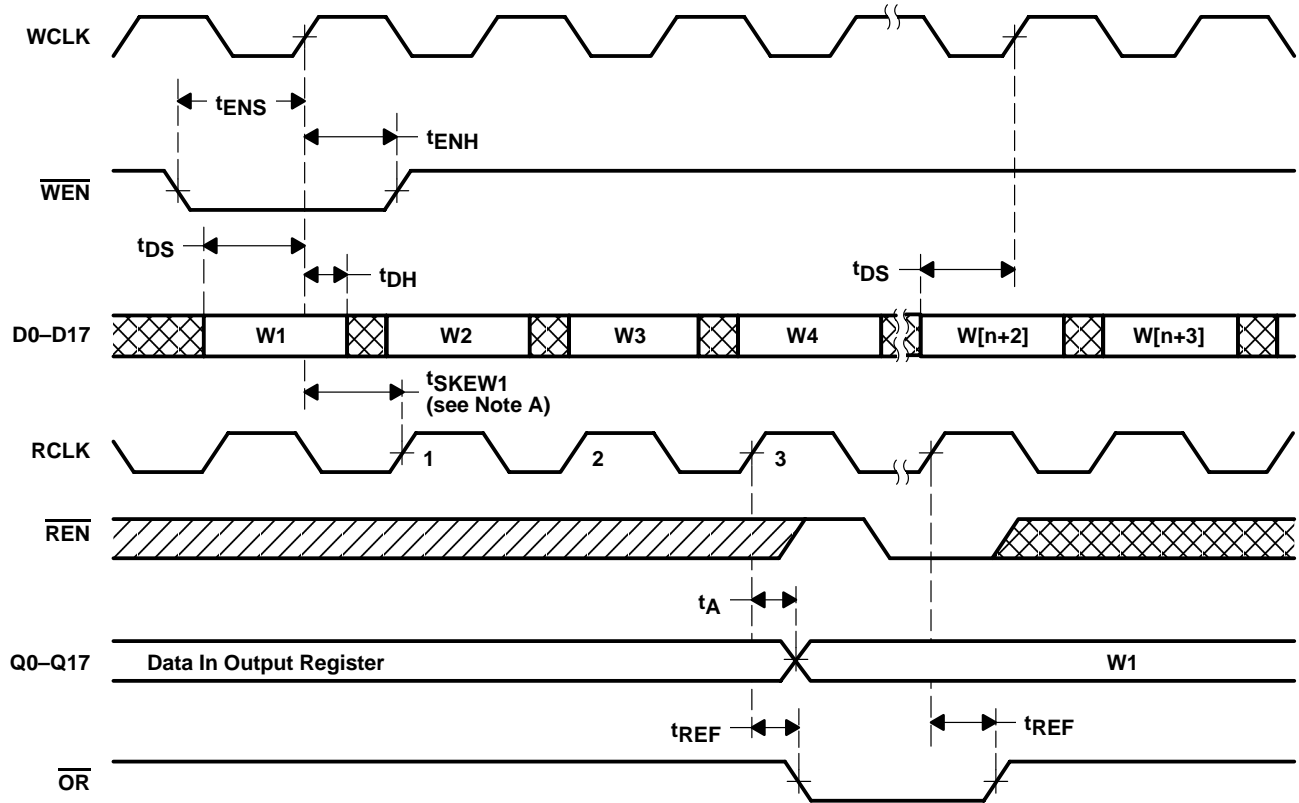 WCLK
tENS
tENH
WEN
tDS
tDH
tDS
D0–D17
W1
W2
W3
W4
W[n+2]
W[n+3]
tSKEW1
(see Note A)
RCLK
1
2
3
REN
tA
Q0–Q17
Data In Output Register
W1
tREF
tREF
OR